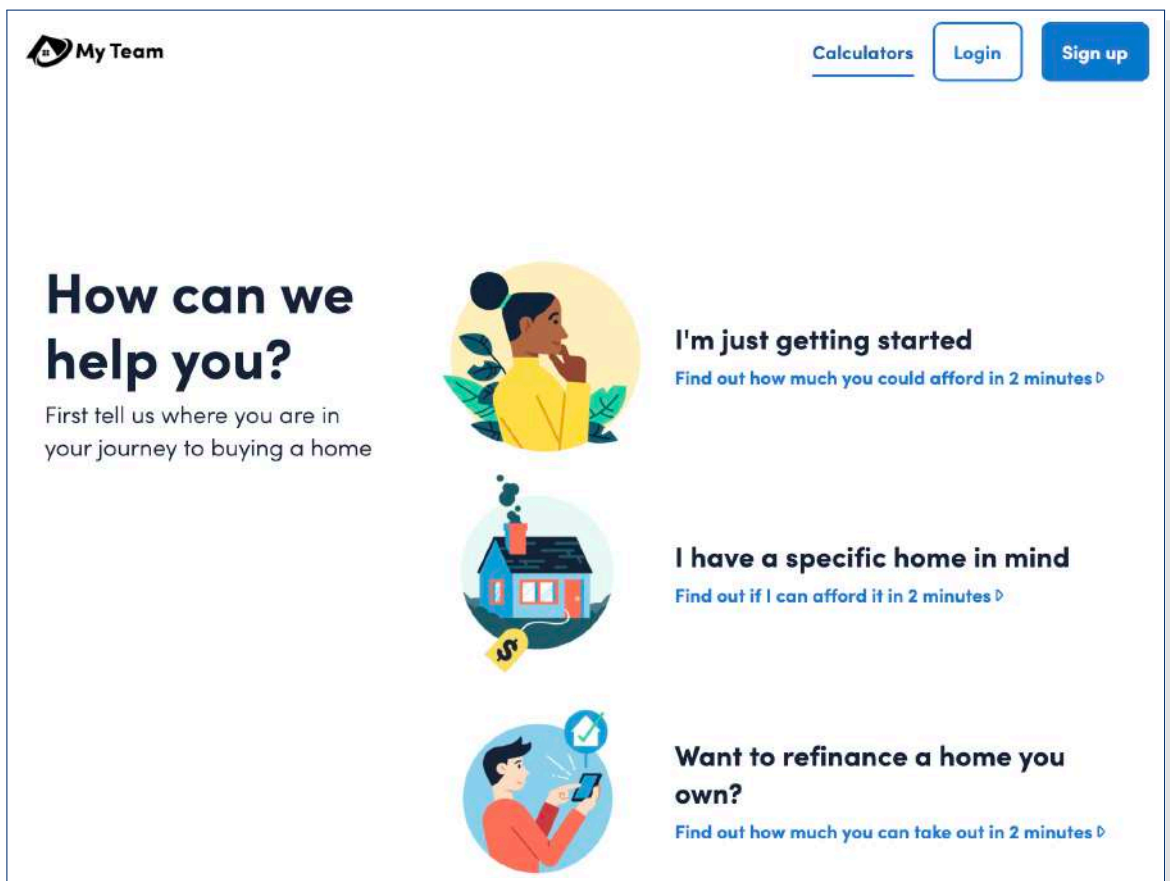 My Team
Calculators
Login
Sign up
How can we
help you?
First tell us where you are in
your journey to buying a home
I'm just getting started
Find out how much you could afford in 2 minutes
I have a specific home in mind
Find out if I can afford it in 2 minutes
$
Want to refinance a home you
own?
Find out how much you can take out in 2 minutes